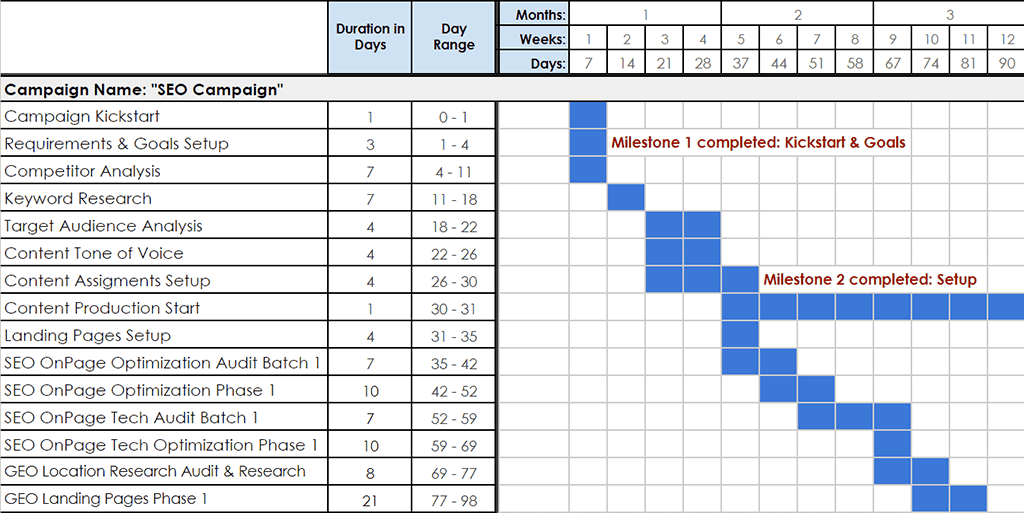 Duration in Days Day Range Months: 1 2 3
Weeks: 1 2 3 4 5 6 7 8 9 10 11 12
Days: 7 14 21 28 37 44 51 58 67 74 81 90
Campaign Name: "SEO Campaign"
Campaign Kickstart 1 0 - 1
Requirements & Goals Setup 3 1 - 4 Milestone 1 completed: Kickstart & Goals
Competitor Analysis 7 4 - 11
Keyword Research 7 11 - 18
Target Audience Analysis 4 18 - 22
Content Tone of Voice 4 22 - 26
Content Assigments Setup 4 26 - 30 Milestone 2 completed: Setup
Content Production Start 1 30 - 31
Landing Pages Setup 4 31 - 35
SEO OnPage Optimization Audit Batch 1 7 35 - 42
SEO OnPage Optimization Phase 1 10 42 - 52
SEO OnPage Tech Audit Batch 1 7 52 - 59
SEO OnPage Tech Optimization Phase 1 10 59 - 69
GEO Location Research Audit & Research 8 69 - 77
GEO Landing Pages Phase 1 21 77 - 98